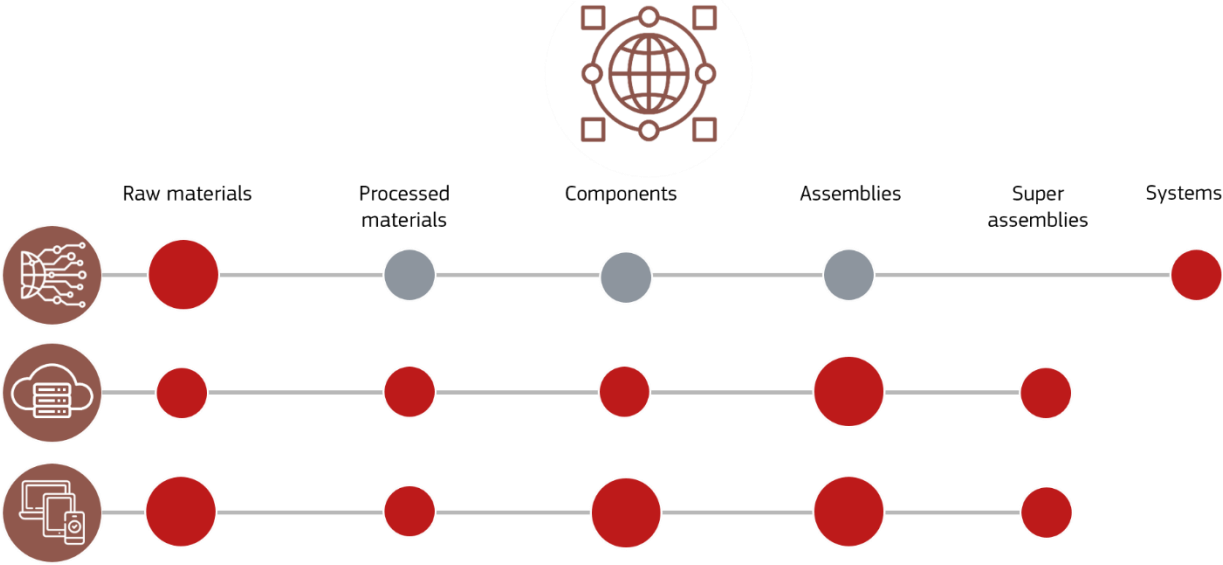 Raw materials
Processed
materials
Components
Assemblies
Super
assemblies
Systems